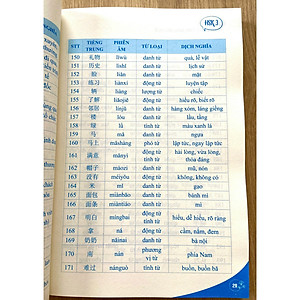 HSK 3
STT TIẾNG TRUNG PHIÊN ÂM TỪ LOẠI DỊCH NGHĨA
150 礼物 lǐwù danh từ quà, lễ vật
151 历史 lìshǐ danh từ lịch sử
152 脸 liǎn danh từ mặt
153 练习 liànxí động từ luyện tập
154 辆 liàng lượng từ chiếc
155 了解 liǎojiě động từ hiểu rõ, biết rõ
156 邻居 línjū danh từ hàng xóm, láng giềng
157 楼 lóu danh từ lầu, tầng
158 绿 lǜ tính từ màu xanh lá
159 马 mǎ danh từ ngựa
160 马上 mǎshàng phó từ lập tức, ngay lập tức
161 满意 mǎnyì động từ tính từ hài lòng, vừa lòng, thỏa đáng
162 帽子 màozi danh từ mũ, nón
163 没有 méiyǒu động từ không, không có
164 米 mǐ danh từ gạo
165 面包 miànbāo danh từ bánh mì
166 面条 miàntiáo danh từ mì
167 明白 míngbai động từ tính từ hiểu, dễ hiểu, rõ ràng
168 拿 ná động từ cầm, nắm, đem
169 奶奶 nǎinai danh từ bà nội
170 南 nán phương vị từ phía Nam
171 难过 nánguò tính từ buồn, buồn bã
29